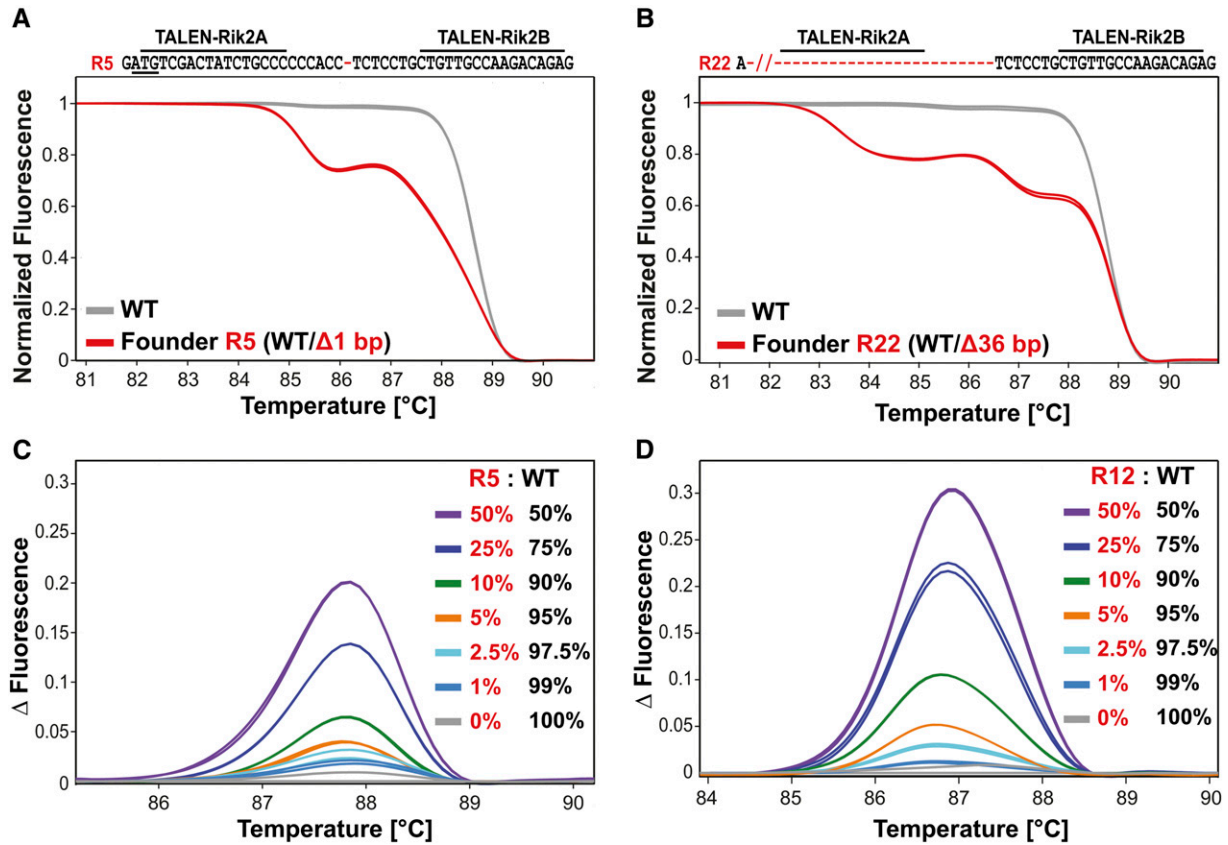 A
TALEN-Rik2A TALEN-Rik2B
R5 GATGTCGACTATCTGCCCCCCACC-TCTCCTGCTGTTGCCAAGACAGAG
Normalized Fluorescence
1
0.8
0.6
0.4
0.2
0
WT
Founder R5 (WT/Δ1 bp)
81 82 83 84 85 86 87 88 89 90
Temperature [°C]
B
TALEN-Rik2A TALEN-Rik2B
R22 A-//------------------------TCTCCTGCTGTTGCCAAGACAGAG
Normalized Fluorescence
1
0.8
0.6
0.4
0.2
0
WT
Founder R22 (WT/Δ36 bp)
81 82 83 84 85 86 87 88 89 90
Temperature [°C]
C
Δ Fluorescence
0.3
0.25
0.2
0.15
0.1
0.05
0
R5 : WT
50% 50%
25% 75%
10% 90%
5% 95%
2.5% 97.5%
1% 99%
0% 100%
86 87 88 89 90
Temperature [°C]
D
Δ Fluorescence
0.3
0.25
0.2
0.15
0.1
0.05
0
R12 : WT
50% 50%
25% 75%
10% 90%
5% 95%
2.5% 97.5%
1% 99%
0% 100%
84 85 86 87 88 89 90
Temperature [°C]